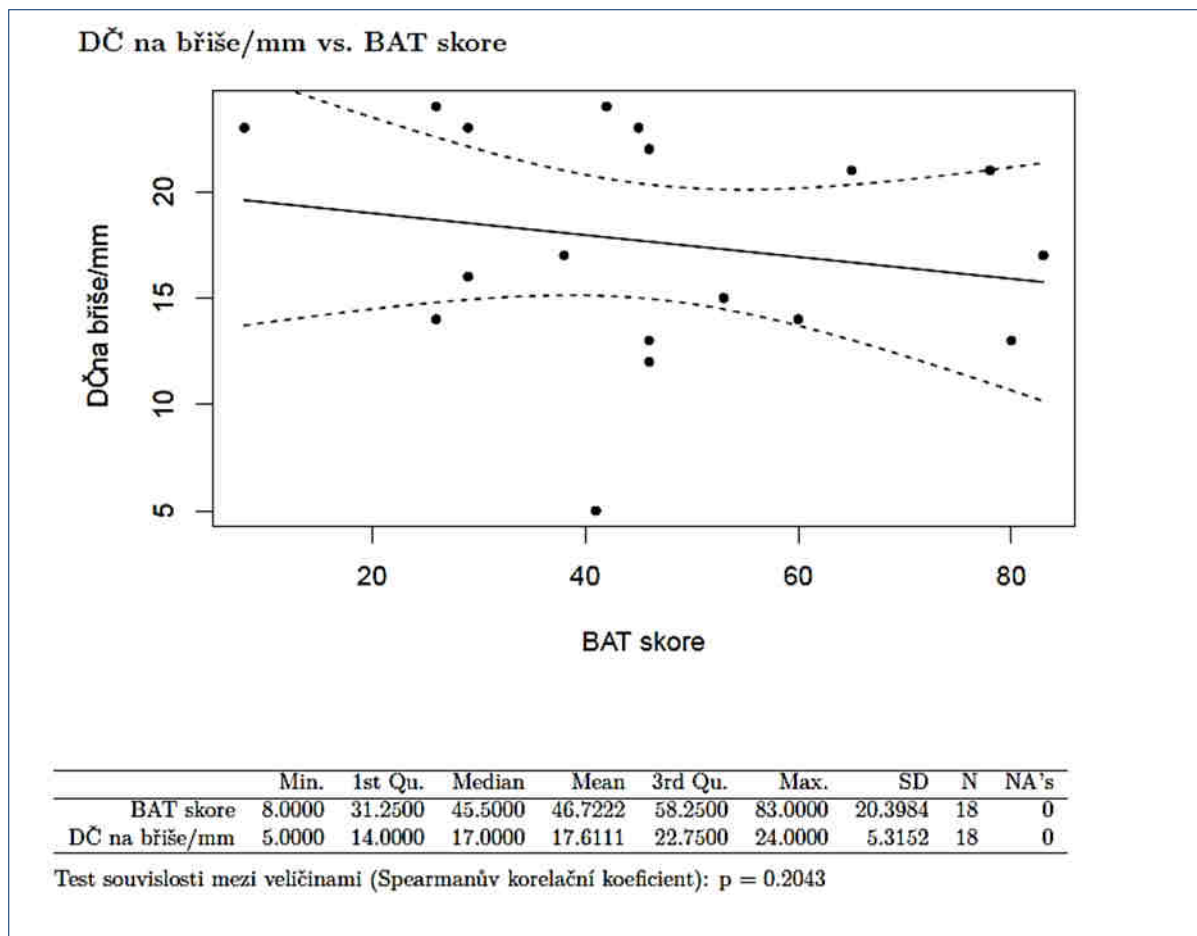 DČ na břiše/mm vs. BAT skore
DČna břiše/mm
20
15
10
5
20 40 60 80
BAT skore
Min. 1st Qu. Median Mean 3rd Qu. Max. SD N NA's
BAT skore 8.0000 31.2500 45.5000 46.7222 58.2500 83.0000 20.3984 18 0
DČ na břiše/mm 5.0000 14.0000 17.0000 17.6111 22.7500 24.0000 5.3152 18 0
Test souvislosti mezi veličinami (Spearmanův korelační koeficient): p = 0.2043